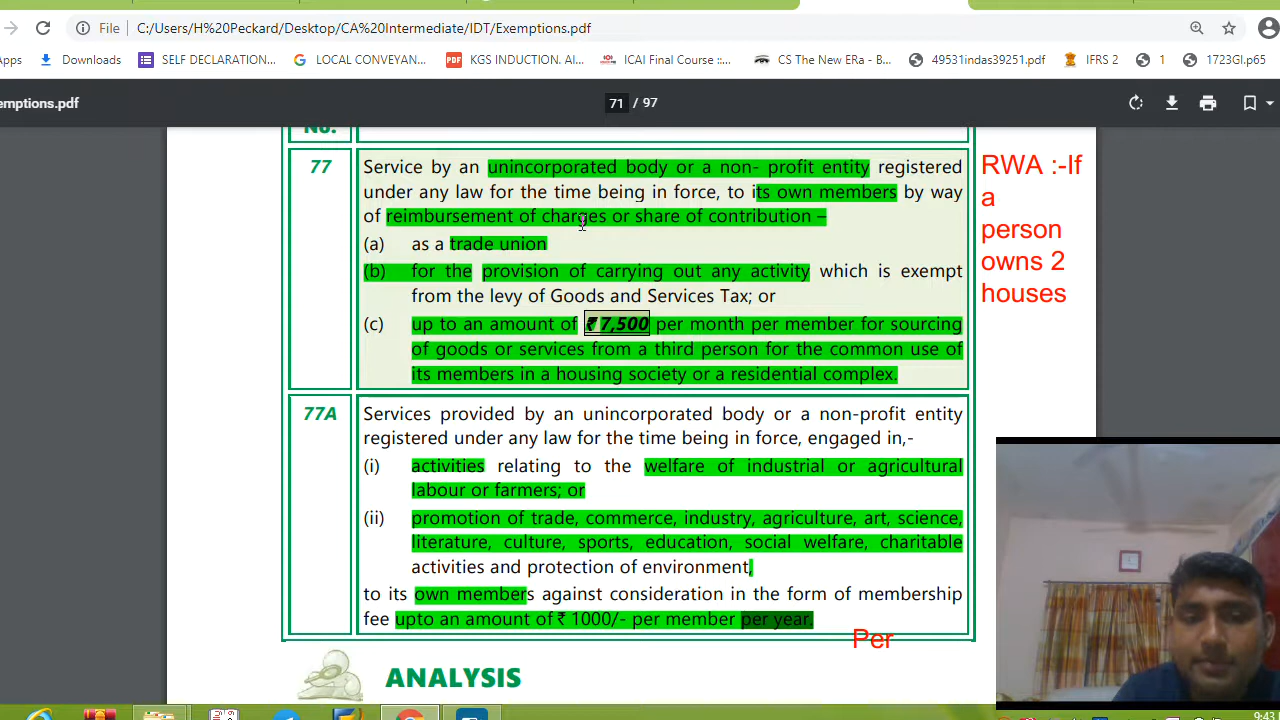 File C:/Users/H%20Peckard/Desktop/CA%20Intermediate/IDT/Exemptions.pdf
Apps Downloads SELF DECLARATION... LOCAL CONVEYAN... KGS INDUCTION. Al... ICAI Final Course ::... CS The New ERa - B... 49531indas39251.pdf IFRS 2 1 1723GI.p65
emptions.pdf 71 / 97
No.
77 Service by an unincorporated body or a non- profit entity registered
under any law for the time being in force, to its own members by way
of reimbursement of charges or share of contribution –
(a) as a trade union
(b) for the provision of carrying out any activity which is exempt
from the levy of Goods and Services Tax; or
(c) up to an amount of ₹ 7,500 per month per member for sourcing
of goods or services from a third person for the common use of
its members in a housing society or a residential complex.
77A Services provided by an unincorporated body or a non-profit entity
registered under any law for the time being in force, engaged in,-
(i) activities relating to the welfare of industrial or agricultural
labour or farmers; or
(ii) promotion of trade, commerce, industry, agriculture, art, science,
literature, culture, sports, education, social welfare, charitable
activities and protection of environment,
to its own members against consideration in the form of membership
fee upto an amount of ₹ 1000/- per member per year.
Per
ANALYSIS
RWA :-If
a
person
owns 2
houses
9:43